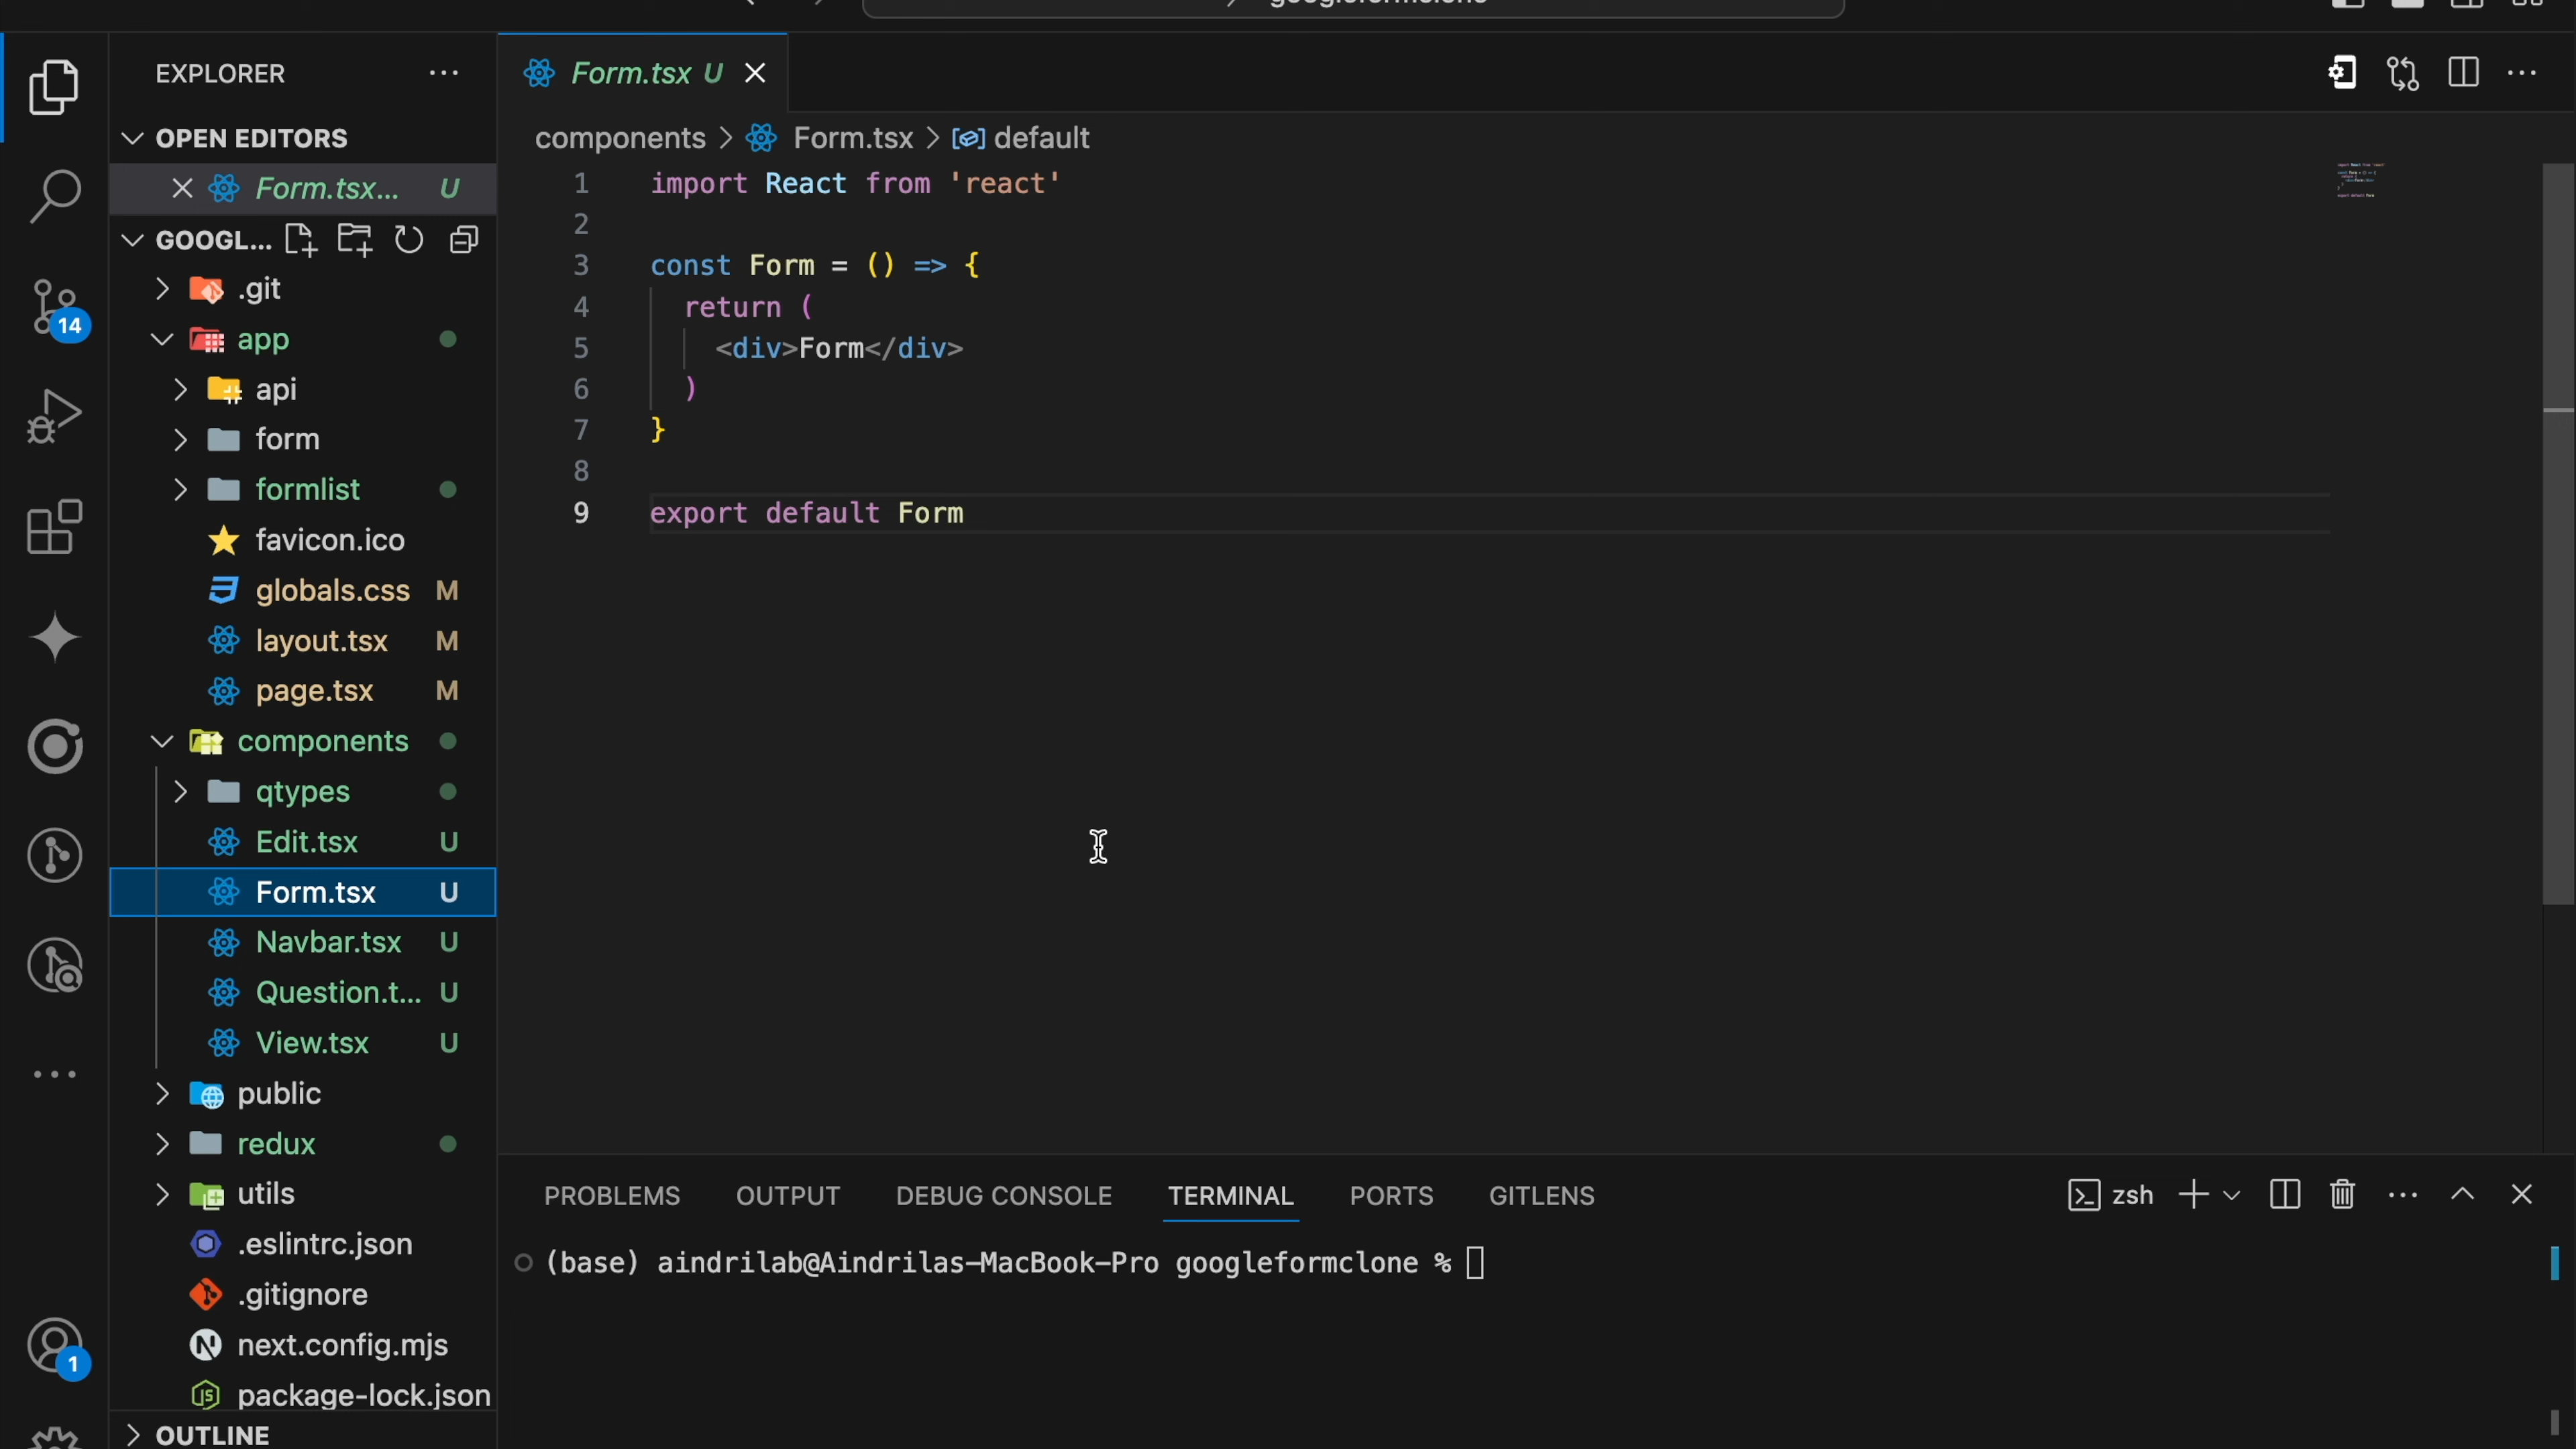 EXPLORER
OPEN EDITORS
Form.tsx... U
GOOGL...
.git
app
api
form
formlist
favicon.ico
globals.css M
layout.tsx M
page.tsx M
components
qtypes
Edit.tsx U
Form.tsx U
Navbar.tsx U
Question.t... U
View.tsx U
public
redux
utils
.eslintrc.json
.gitignore
next.config.mjs
package-lock.json
OUTLINE
14
1
Form.tsx U
components > Form.tsx > default
1 import React from 'react'
2
3 const Form = () => {
4 return (
5 <div>Form</div>
6 )
7 }
8
9 export default Form
PROBLEMS OUTPUT DEBUG CONSOLE TERMINAL PORTS GITLENS
zsh
(base) aindrilab@Aindrilas-MacBook-Pro googleformclone %